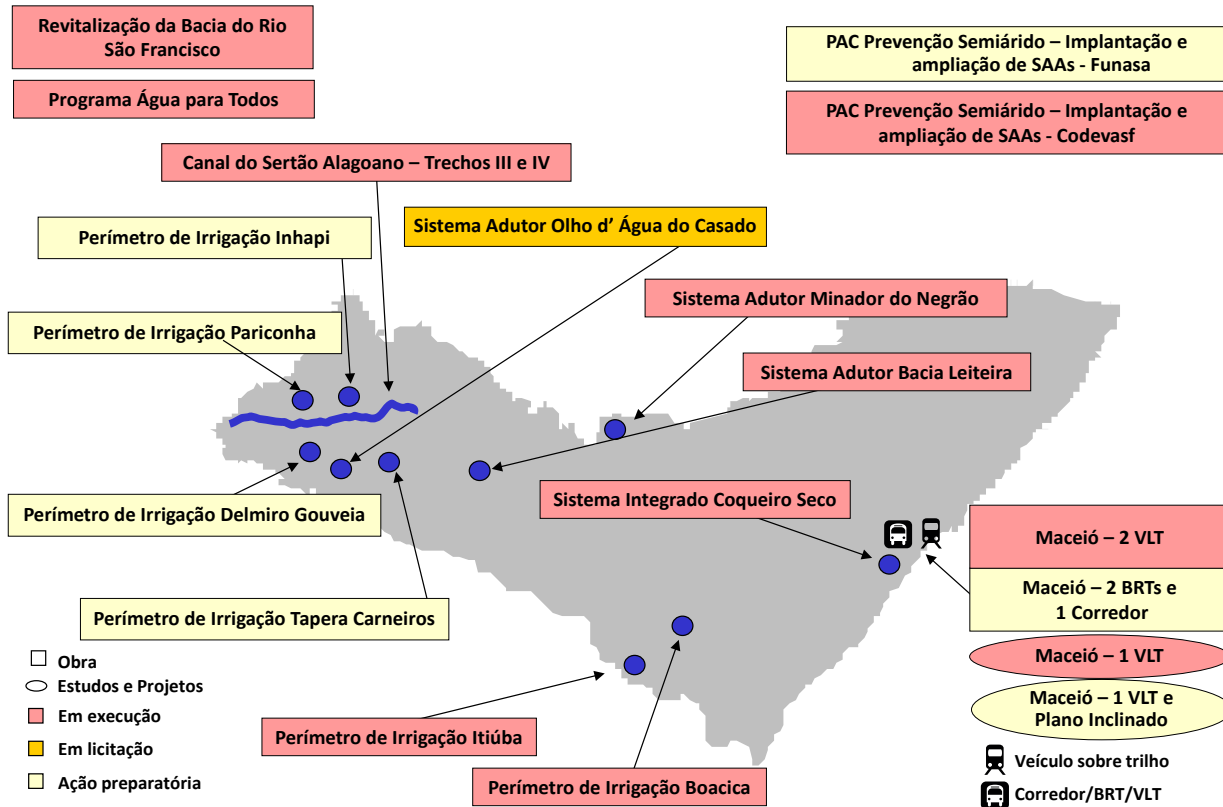 Revitalização da Bacia do Rio
São Francisco
Programa Água para Todos
PAC Prevenção Semiárido – Implantação e
ampliação de SAAs - Funasa
PAC Prevenção Semiárido – Implantação e
ampliação de SAAs - Codevasf
Canal do Sertão Alagoano – Trechos III e IV
Sistema Adutor Olho d’ Água do Casado
Perímetro de Irrigação Inhapi
Perímetro de Irrigação Pariconha
Sistema Adutor Minador do Negrão
Sistema Adutor Bacia Leiteira
Sistema Integrado Coqueiro Seco
Perímetro de Irrigação Delmiro Gouveia
Perímetro de Irrigação Tapera Carneiros
Maceió – 2 VLT
Maceió – 2 BRTs e
1 Corredor
Maceió – 1 VLT
Maceió – 1 VLT e
Plano Inclinado
Perímetro de Irrigação Itiúba
Perímetro de Irrigação Boacica
Obra
Estudos e Projetos
Em execução
Em licitação
Ação preparatória
Veículo sobre trilho
Corredor/BRT/VLT